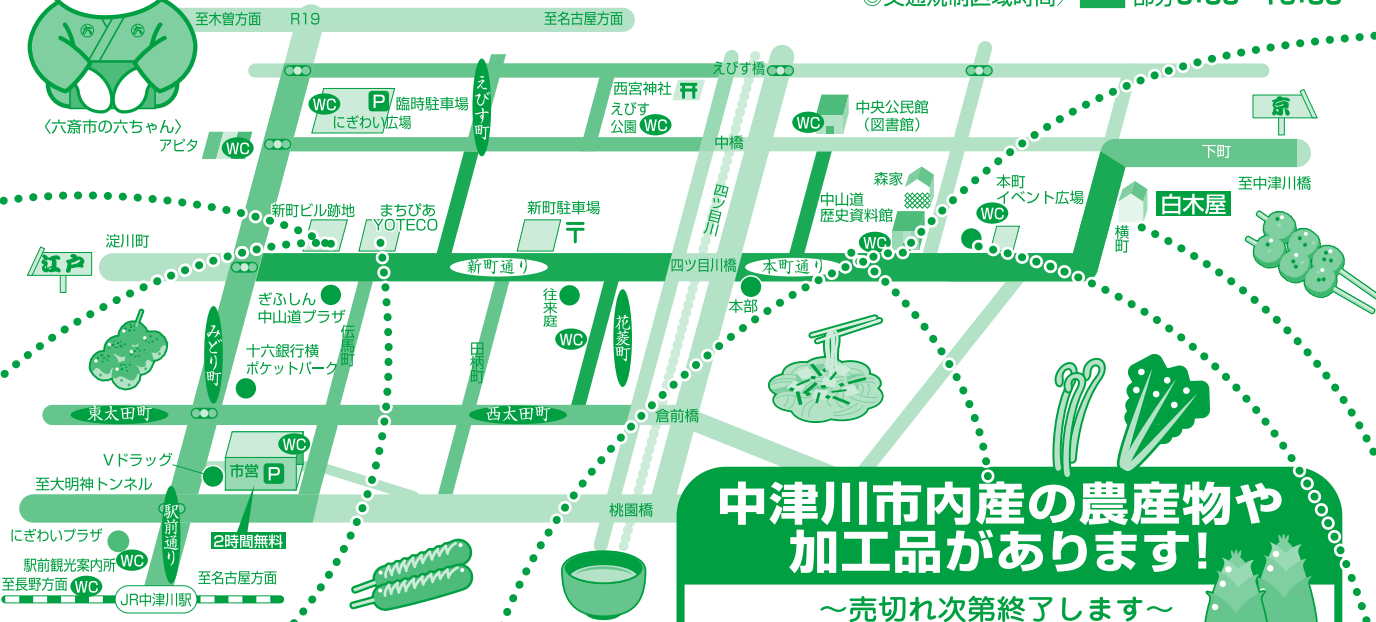 至木曽方面
R19
至名古屋方面
〈六斎市の六ちゃん〉
アピタ
WC
WC
P
臨時駐車場
にぎわい広場
えびす町
西宮神社
えびす
公園
WC
えびす橋
中橋
WC
中央公民館
（図書館）
京
下町
至中津川橋
白木屋
横町
森家
中山道
歴史資料館
WC
本町
イベント広場
WC
四ツ目川
新町ビル跡地
まちぴあ
YOTECO
新町駐車場
〒
淀川町
江戸
新町通り
四ツ目川橋
本町通り
本部
ぎふしん
中山道プラザ
伝馬町
往来庭
WC
花菱町
みどり町
十六銀行横
ポケットパーク
田柄町
東太田町
西太田町
倉前橋
WC
市営
P
Vドラッグ
至大明神トンネル
駅前通り
桃園橋
2時間無料
にぎわいプラザ
駅前観光案内所
WC
至長野方面
WC
至名古屋方面
JR中津川駅
中津川市内産の農産物や
加工品があります!
〜売切れ次第終了します〜